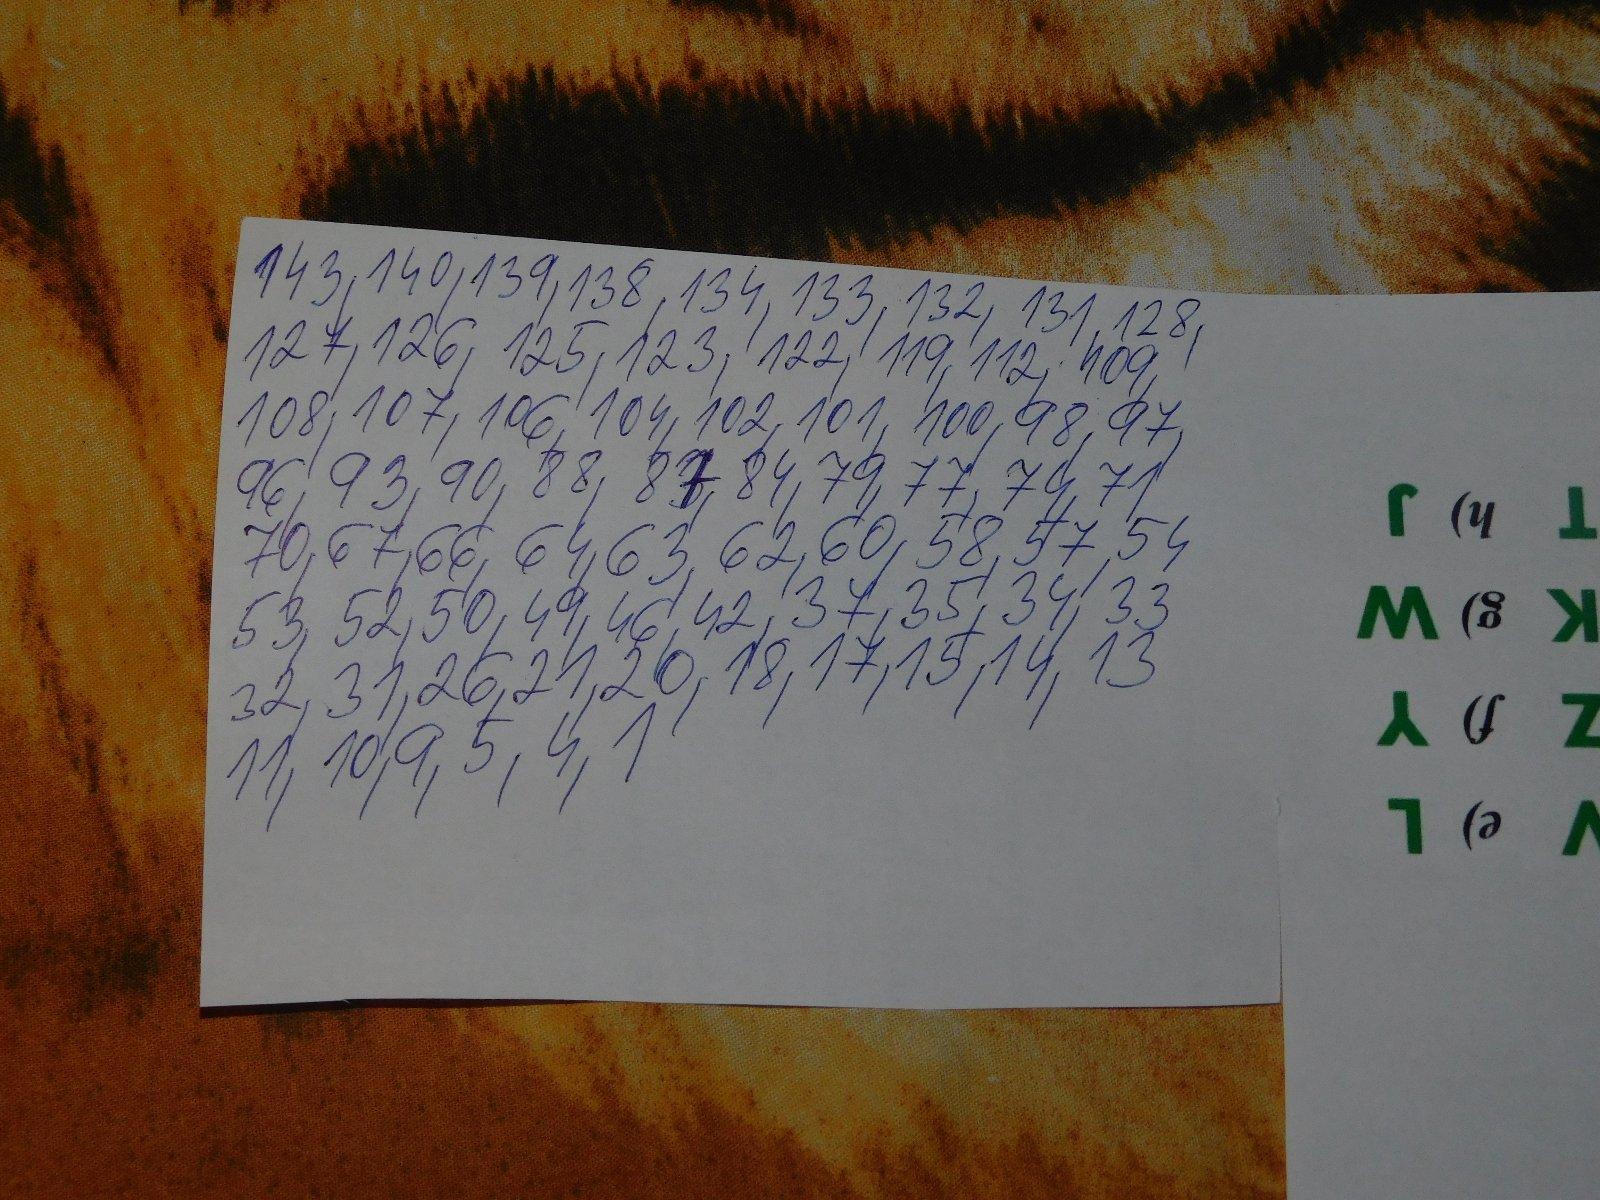 143, 140, 139, 138, 134, 133, 132, 131, 128,
127, 126, 125, 123, 122, 119, 112, 109,
108, 107, 106, 104, 102, 101, 100, 98, 97,
96, 93, 90, 88, 87, 84, 79, 77, 74, 71
70, 67, 66, 64, 63, 62, 60, 58, 57, 54
53, 52, 50, 49, 46, 42, 37, 35, 34, 33
32, 31, 26, 21, 20, 18, 17, 15, 14, 13
11, 10, 9, 5, 4, 1
e) L
f) Y
Z
g) W
K
h) J
T